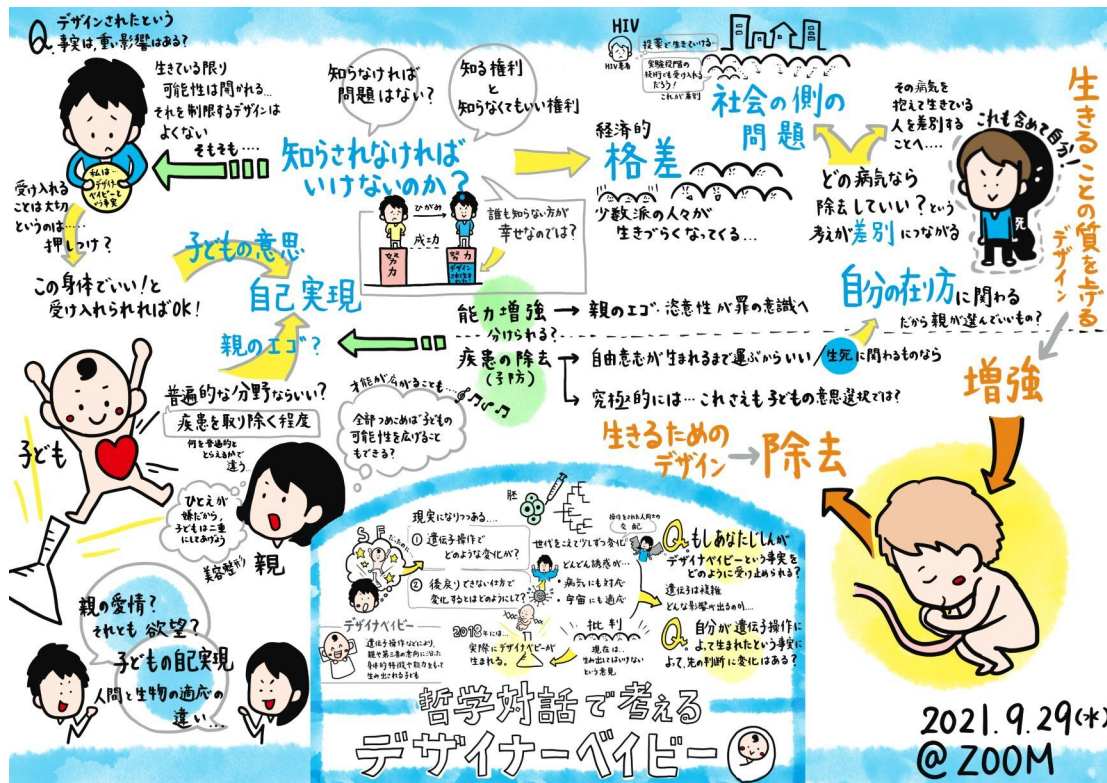 Q. デザインされたという
事実は、重い影響はある?
生きている限り
可能性は開かれる…
それを制限するデザインは
よくない
そもそも….
私は…
デザイナー
ベイビーと
いう事実
受け入れる
ことは大切
というのは……
押しつけ?
この身体でいい!と
受け入れられればOK!
知らなければ
問題はない?
知る権利
と
知らなくてもいい権利
知らされなければ
いけないのか?
ひがみ
成功
努力
努力
デザイン
誰も知らない方が
幸せなのでは?
子どもの意思
自己実現
親のエゴ?
HIV
HIV患者
投薬で生きていける…
実験段階の
技術でも受け入れる
だろう!
これが差別
社会の側の
問題
経済的
格差
少数派の人々が
生きづらくなってくる…
その病気を
抱えて生きている
人を差別する
ことへ….
どの病気なら
除去していい?という
考えが差別につながる
これも含めて自分!
死
生きることの質を上げる
デザイン
自分の在り方に関わる
だから親が選んでいいもの?
能力増強→親のエゴ・恣意性が罪の意識へ
分けられる?
疾患の除去
(予防)
→自由意志が生まれるまで運ぶからいい/生死に関わるものなら
→究極的には…これさえも子どもの意思選択では?
増強
生きるための
デザイン→除去
普遍的な分野ならいい?
疾患を取り除く程度
何を普遍的と
とらえるかで
違う…
才能が広がることも…
全部つめこめば子どもの
可能性を広げること
もできる?
子ども
ひとえが
嫌だから,
子どもは二重
にしてあげよう
美容整形
親
親の愛情?
それとも欲望?
子どもの自己実現
人間と生物の適応の
違い…
現実になりつつある….
SF
だったのに…
① 遺伝子操作で
どのような変化が?
② 後戻りできない仕方で
変化するとはどのようにして?
デザイナベイビー
遺伝子操作などにより,
親や第三者の意向に沿った
身体的特徴や能力をもって
生み出される子ども
胚
世代をこえて少しずつ変化
どんどん誘惑が…
・病気にも対応
・宇宙にも適応
2018年には…
実際にデザイナベビーが
生まれる。
批判
現在は…
生み出してはいけない
という意見
操作をされた人同士の
交配
Q. もしあなたじしんが
デザイナベイビーという事実を
どのように受け止められる?
遺伝子は複雑
どんな影響が出るのか…
Q. 自分が遺伝子操作に
よって生まれたという事実に
よって,先の判断に変化はある?
哲学対話で考える
デザイナーベイビー
2021.9.29(水)
@ZOOM